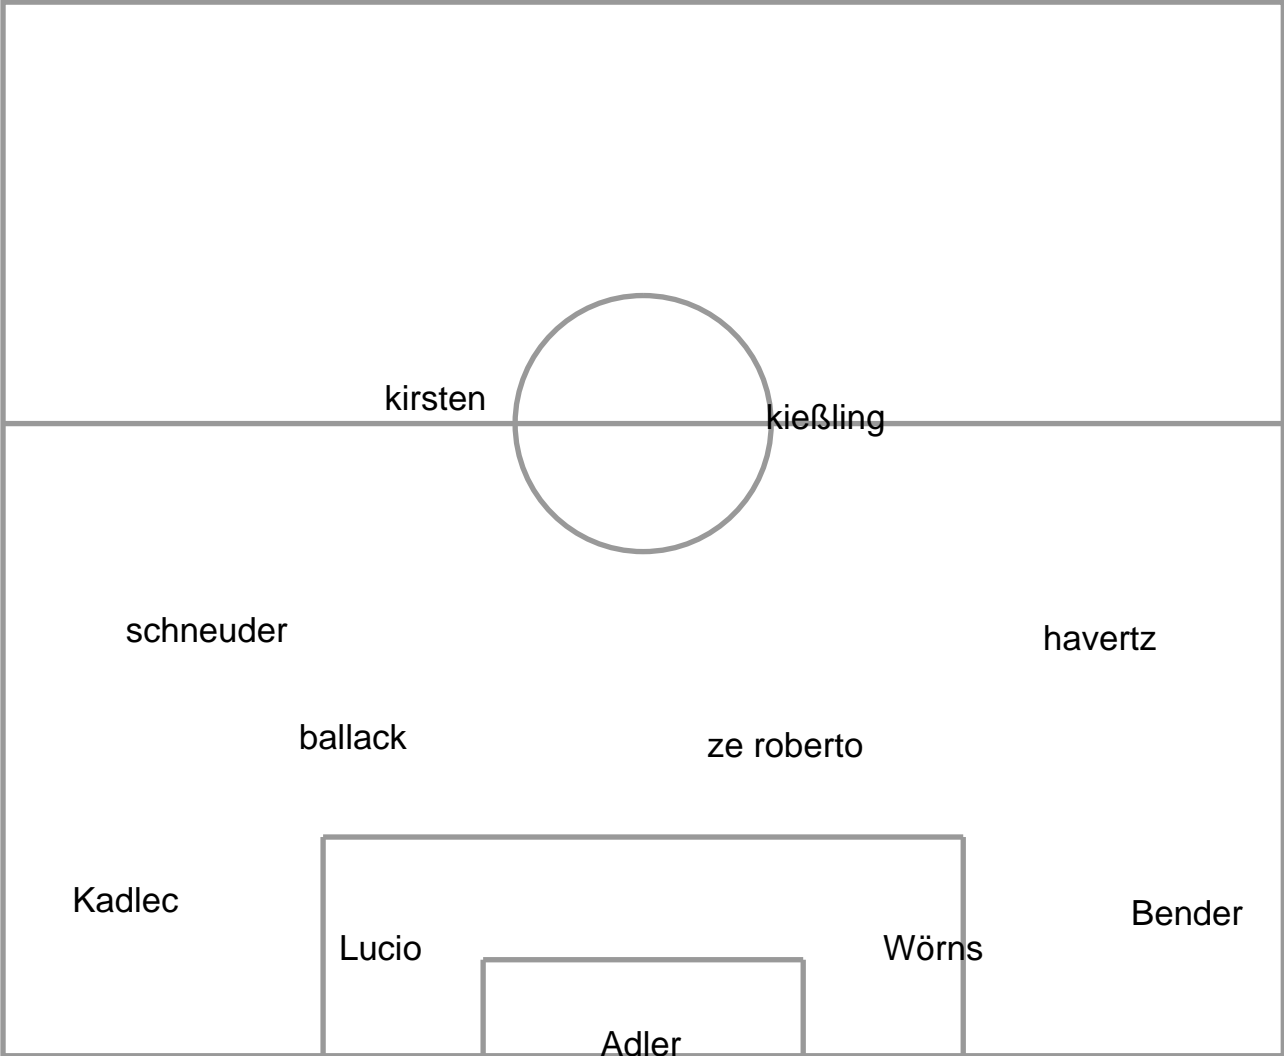 kirsten
kießling
schneuder
havertz
ballack
ze roberto
Kadlec
Bender
Lucio
Wörns
Adler